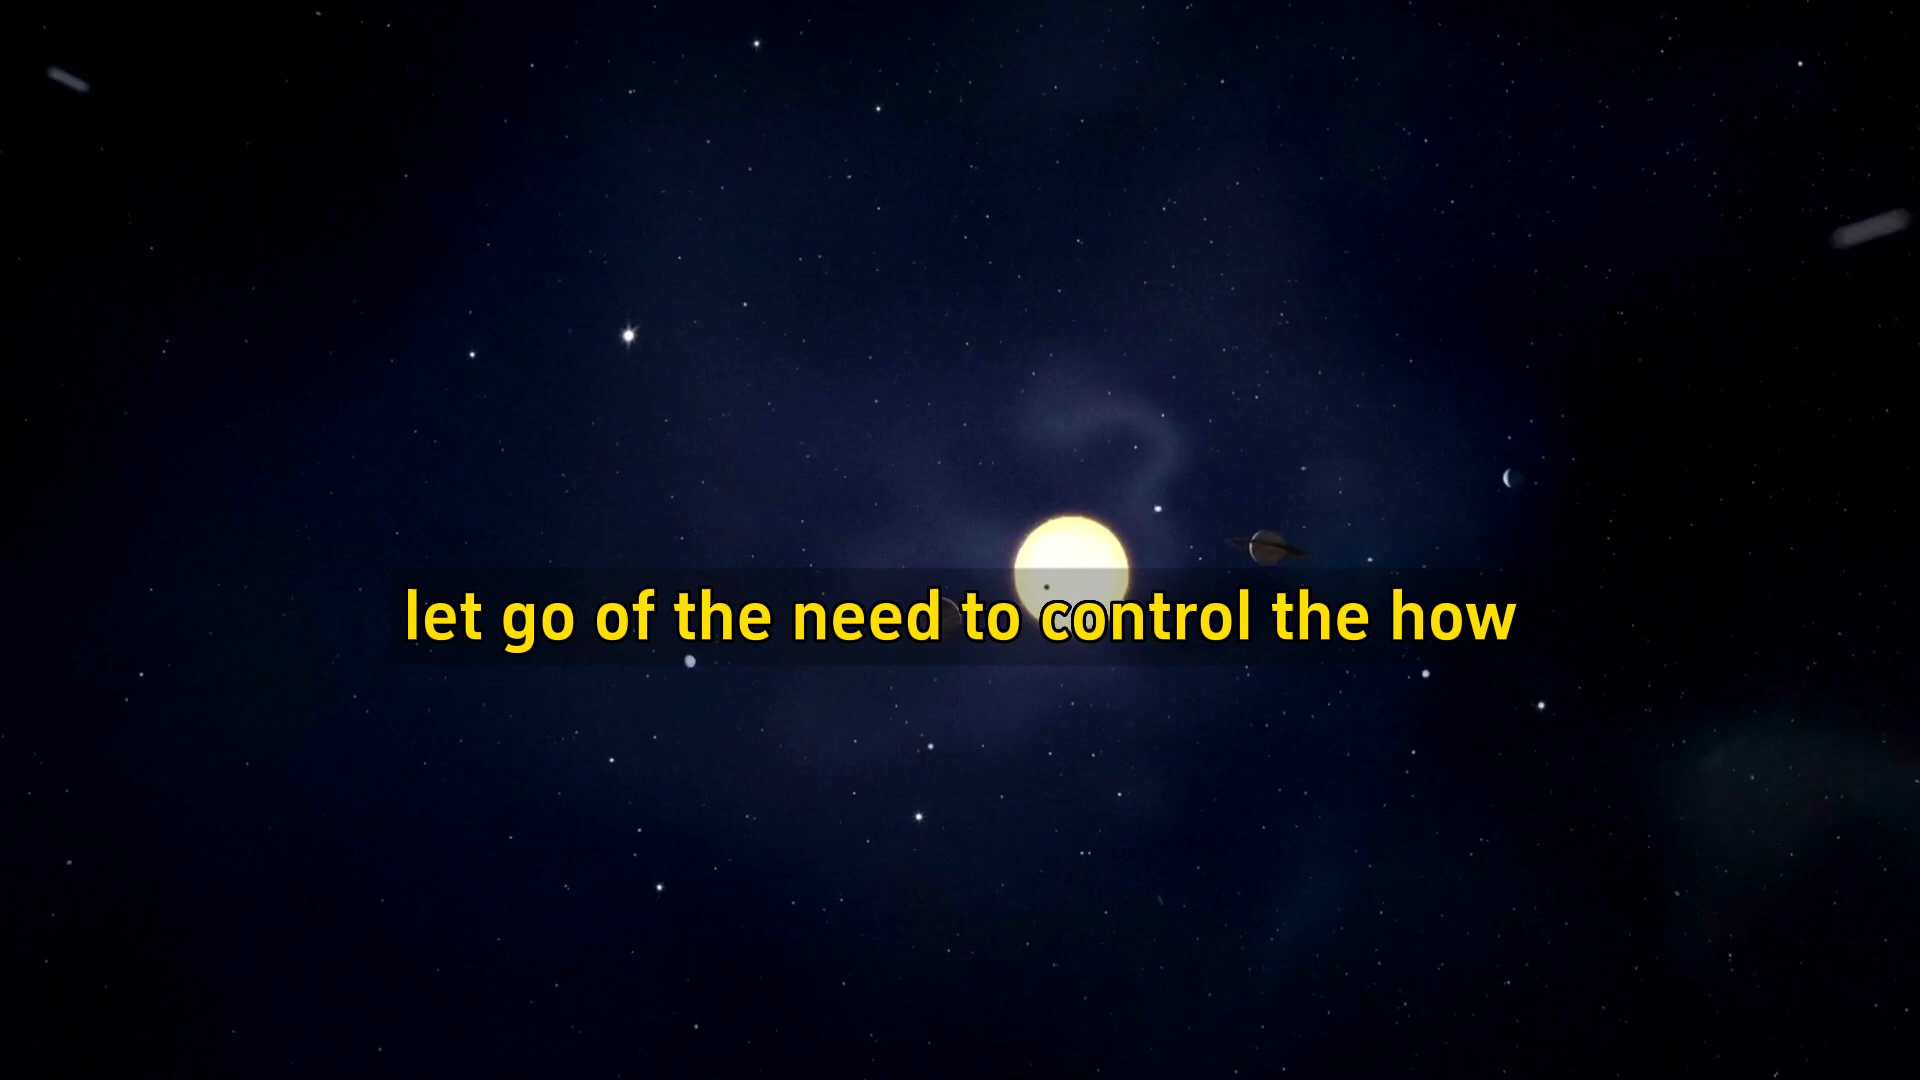 let go of the need to control the how